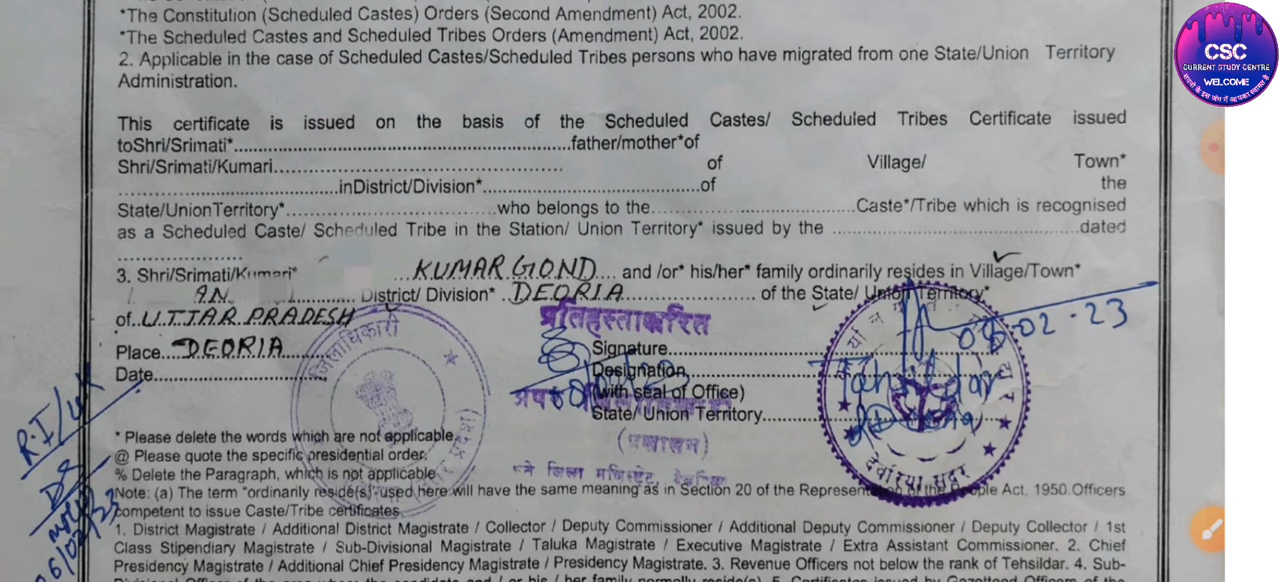 *The Constitution (Scheduled Castes) Orders (Second Amendment) Act, 2002.
*The Scheduled Castes and Scheduled Tribes Orders (Amendment) Act, 2002.
2. Applicable in the case of Scheduled Castes/Scheduled Tribes persons who have migrated from one State/Union Territory
Administration.
CSC
CURRENT STUDY CENTRE
WELCOME
This certificate is issued on the basis of the Scheduled Castes/ Scheduled Tribes Certificate issued
toShri/Srimati*..........................................................father/mother*of
Shri/Srimati/Kumari.................................................. of Village/ Town*
......................................inDistrict/Division*......................................of the
State/UnionTerritory*....................................who belongs to the...................................Caste*/Tribe which is recognised
as a Scheduled Caste/ Scheduled Tribe in the Station/ Union Territory* issued by the .........................................dated
.....................
3. Shri/Srimati/Kumari* ...KUMAR GOND.... and /or* his/her* family ordinarily resides in Village/Town*
District/ Division* ..DEORIA...................... of the State/ Union Territory*
of..UTTAR PRADESH
प्रतिहस्ताक्षरित
08-02-23
Place...DEORIA..........
Signature..........................
Date..............................
Designation
(with seal of Office)
State/ Union Territory..................
Tahsildar
Deoria
जिलाधिकारी
(प्रशासन)
देवरिया सदर
R.I/
* Please delete the words which are not applicable
@ Please quote the specific presidential order.
% Delete the Paragraph, which is not applicable.
Note: (a) The term "ordinarily reside(s)" used here will have the same meaning as in Section 20 of the Representation of the People Act, 1950.Officers
competent to issue Caste/Tribe certificates.
1. District Magistrate / Additional District Magistrate / Collector / Deputy Commissioner / Additional Deputy Commissioner / Deputy Collector / 1st
Class Stipendiary Magistrate / Sub-Divisional Magistrate / Taluka Magistrate / Executive Magistrate / Extra Assistant Commissioner. 2. Chief
Presidency Magistrate / Additional Chief Presidency Magistrate / Presidency Magistrate. 3. Revenue Officers not below the rank of Tehsildar. 4. Sub-